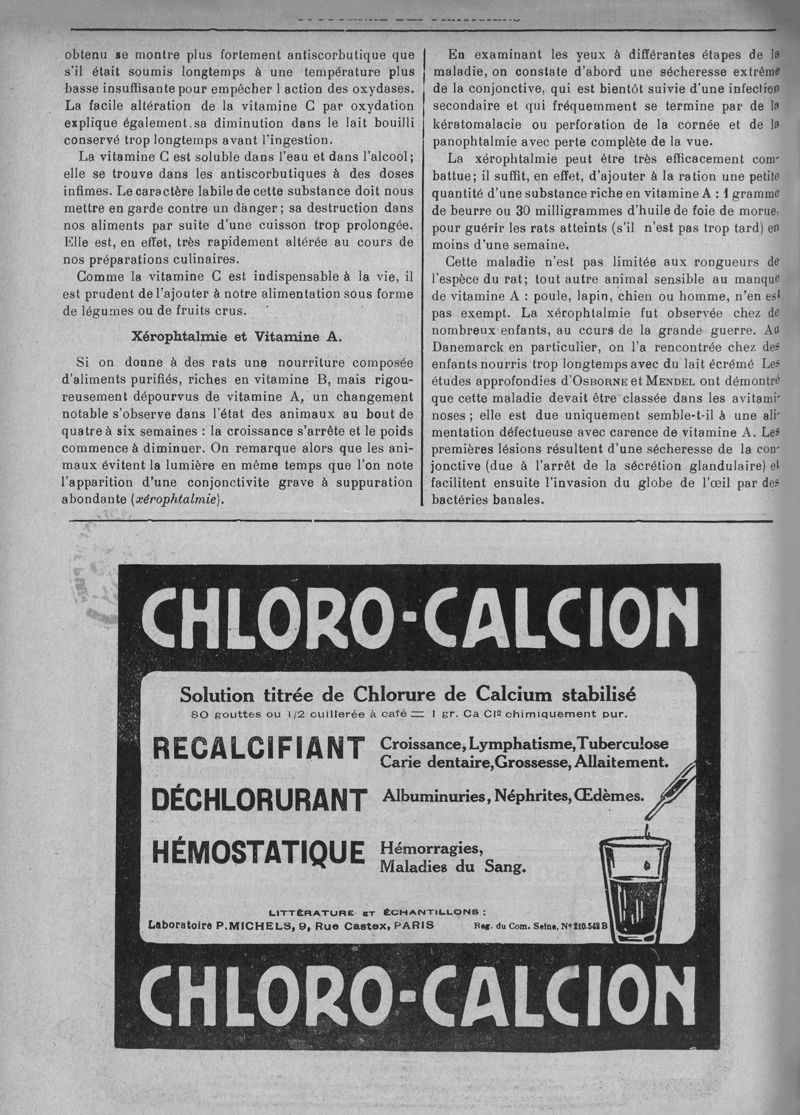 obtenu se montre plus fortement antiscorbutique que
s'il était soumis longtemps à une température plus
basse insuffisante pour empêcher l action des oxydases.
La facile altération de la vitamine C par oxydation
explique également.sa diminution dans le lait bouilli
conservé trop longtemps avant l'ingestion.
La vitamine C est soluble dans l'eau et dans l'alcool;
elle se trouve dans les antiscorbutiques à des doses
infimes. Le caractère labile de cette substance doit nous
mettre en garde contre un danger; sa destruction dans
nos aliments par suite d'une cuisson trop prolongée.
Elle est, en effet, très rapidement altérée au cours de
nos préparations culinaires.
Comme la vitamine C est indispensable à la vie, il
est prudent de l'ajouter à notre alimentation sous forme
de légumes ou de fruits crus.
Xérophtalmie et Vitamine A.
Si on donne à des rats une nourriture composée
d'aliments purifiés, riches en vitamine B, mais rigou-
reusement dépourvus de vitamine A, un changement
notable s'observe dans l'état des animaux au bout de
quatre à six semaines : la croissance s'arrête et le poids
commence à diminuer. On remarque alors que les ani-
maux évitent la lumière en même temps que l'on note
l'apparition d'une conjonctivite grave à suppuration
abondante (xérophtalmie).
En examinant les yeux à différentes étapes de la
maladie, on constate d'abord une sécheresse extrême
de la conjonctive, qui est bientôt suivie d'une infection
secondaire et qui fréquemment se termine par de la
kératomalacie ou perforation de la cornée et de la
panophtalmie avec perte complète de la vue.
La xérophtalmie peut être très efficacement com-
battue; il suffit, en effet, d'ajouter à la ration une petite
quantité d'une substance riche en vitamine A : 1 gramme
de beurre ou 30 milligrammes d'huile de foie de morue,
pour guérir les rats atteints (s'il n'est pas trop tard) en
moins d'une semaine.
Cette maladie n'est pas limitée aux rongueurs de
l'espèce du rat; tout autre animal sensible au manque
de vitamine A : poule, lapin, chien ou homme, n'en est
pas exempt. La xérophtalmie fut observée chez de
nombreux enfants, au cours de la grande guerre. Au
Danemarck en particulier, on l'a rencontrée chez des
enfants nourris trop longtemps avec du lait écrémé Les
études approfondies d'OSBORNE et MENDEL ont démontré
que cette maladie devait être classée dans les avitami-
noses; elle est due uniquement semble-t-il à une ali-
mentation défectueuse avec carence de vitamine A. Les
premières lésions résultent d'une sécheresse de la con-
jonctive (due à l'arrêt de la sécrétion glandulaire) et
facilitent ensuite l'invasion du globe de l'œil par des
bactéries banales.
CHLORO-CALCION
Solution titrée de Chlorure de Calcium stabilisé
80 gouttes ou 1/2 cuillerée à café = 1 gr. Ca Cl² chimiquement pur.
RECALCIFIANT Croissance, Lymphatisme, Tuberculose
Carie dentaire, Grossesse, Allaitement.
DÉCHLORURANT Albuminuries, Néphrites, Œdèmes.
HÉMOSTATIQUE Hémorragies,
Maladies du Sang.
LITTÉRATURE ET ÉCHANTILLONS :
Laboratoire P. MICHELS, 9, Rue Castex, PARIS Reg. du Com. Seine, Nº 210.542 B
CHLORO-CALCION